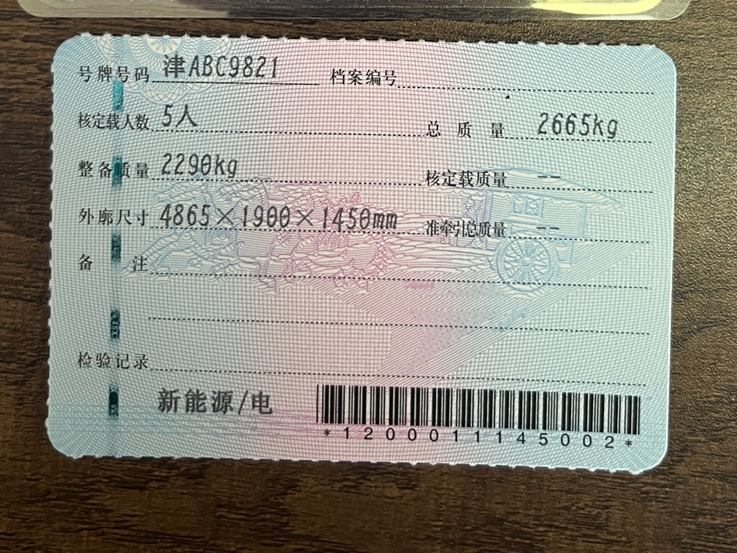 号牌号码 津ABC9821 档案编号
核定载人数 5人 总质量 2665kg
整备质量 2290kg 核定载质量 --
外廓尺寸 4865×1900×1450mm 准牵引总质量 --
备注
检验记录
新能源/电
*120001145002*